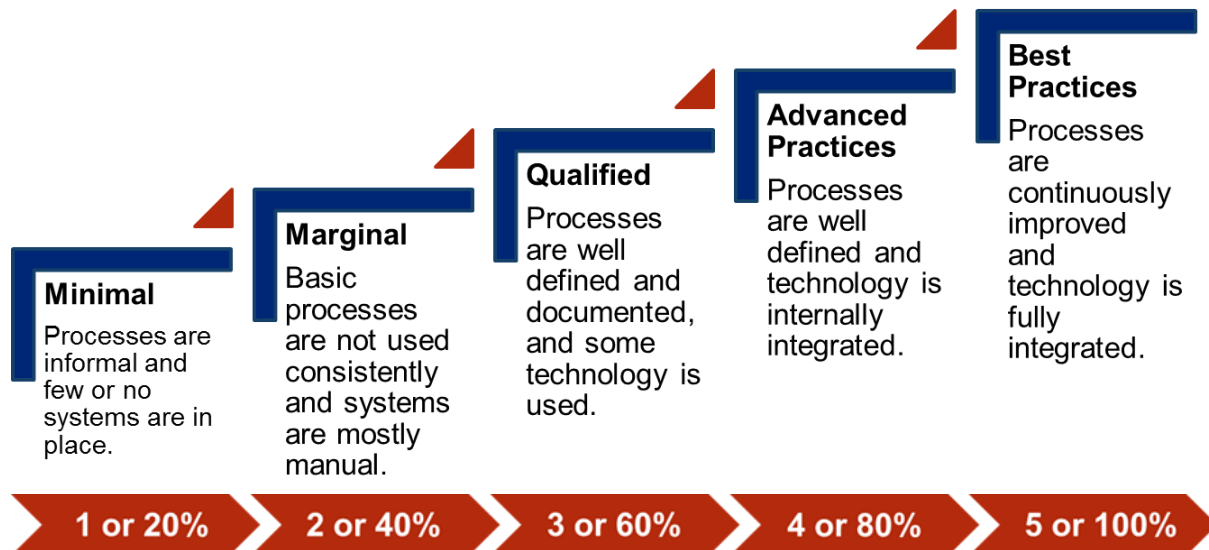 Minimal
Processes are
informal and
few or no
systems are in
place.
Marginal
Basic
processes
are not used
consistently
and systems
are mostly
manual.
Qualified
Processes
are well
defined and
documented,
and some
technology is
used.
Advanced
Practices
Processes
are well
defined and
technology is
internally
integrated.
Best
Practices
Processes
are
continuously
improved
and
technology is
fully
integrated.
1 or 20%
2 or 40%
3 or 60%
4 or 80%
5 or 100%